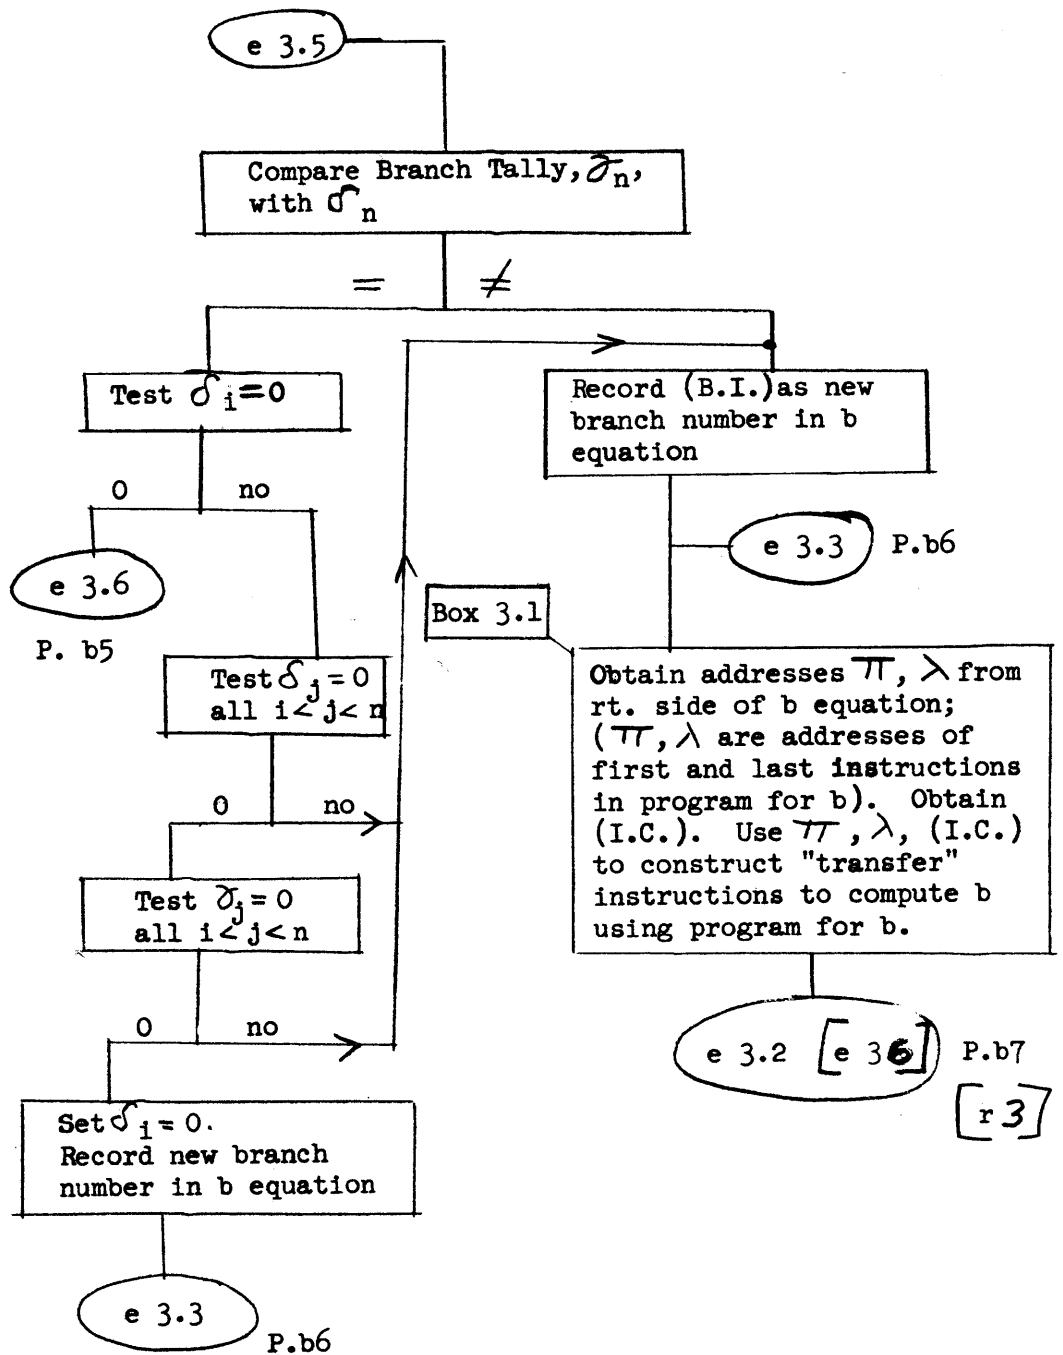 e 3.5
Compare Branch Tally, 𝛾n,
with δn
= ≠
Test δi=0
Record (B.I.)as new
branch number in b
equation
0 no
e 3.3 P.b6
e 3.6
P. b5
Box 3.1
Test δj=0
all i<j<n
Obtain addresses π, λ from
rt. side of b equation;
(π, λ are addresses of
first and last instructions
in program for b). Obtain
(I.C.). Use π, λ, (I.C.)
to construct "transfer"
instructions to compute b
using program for b.
0 no
Test γj=0
all i<j<n
0 no
e 3.2 [e 36] P.b7
[r 3]
Set δi=0.
Record new branch
number in b equation
e 3.3
P.b6